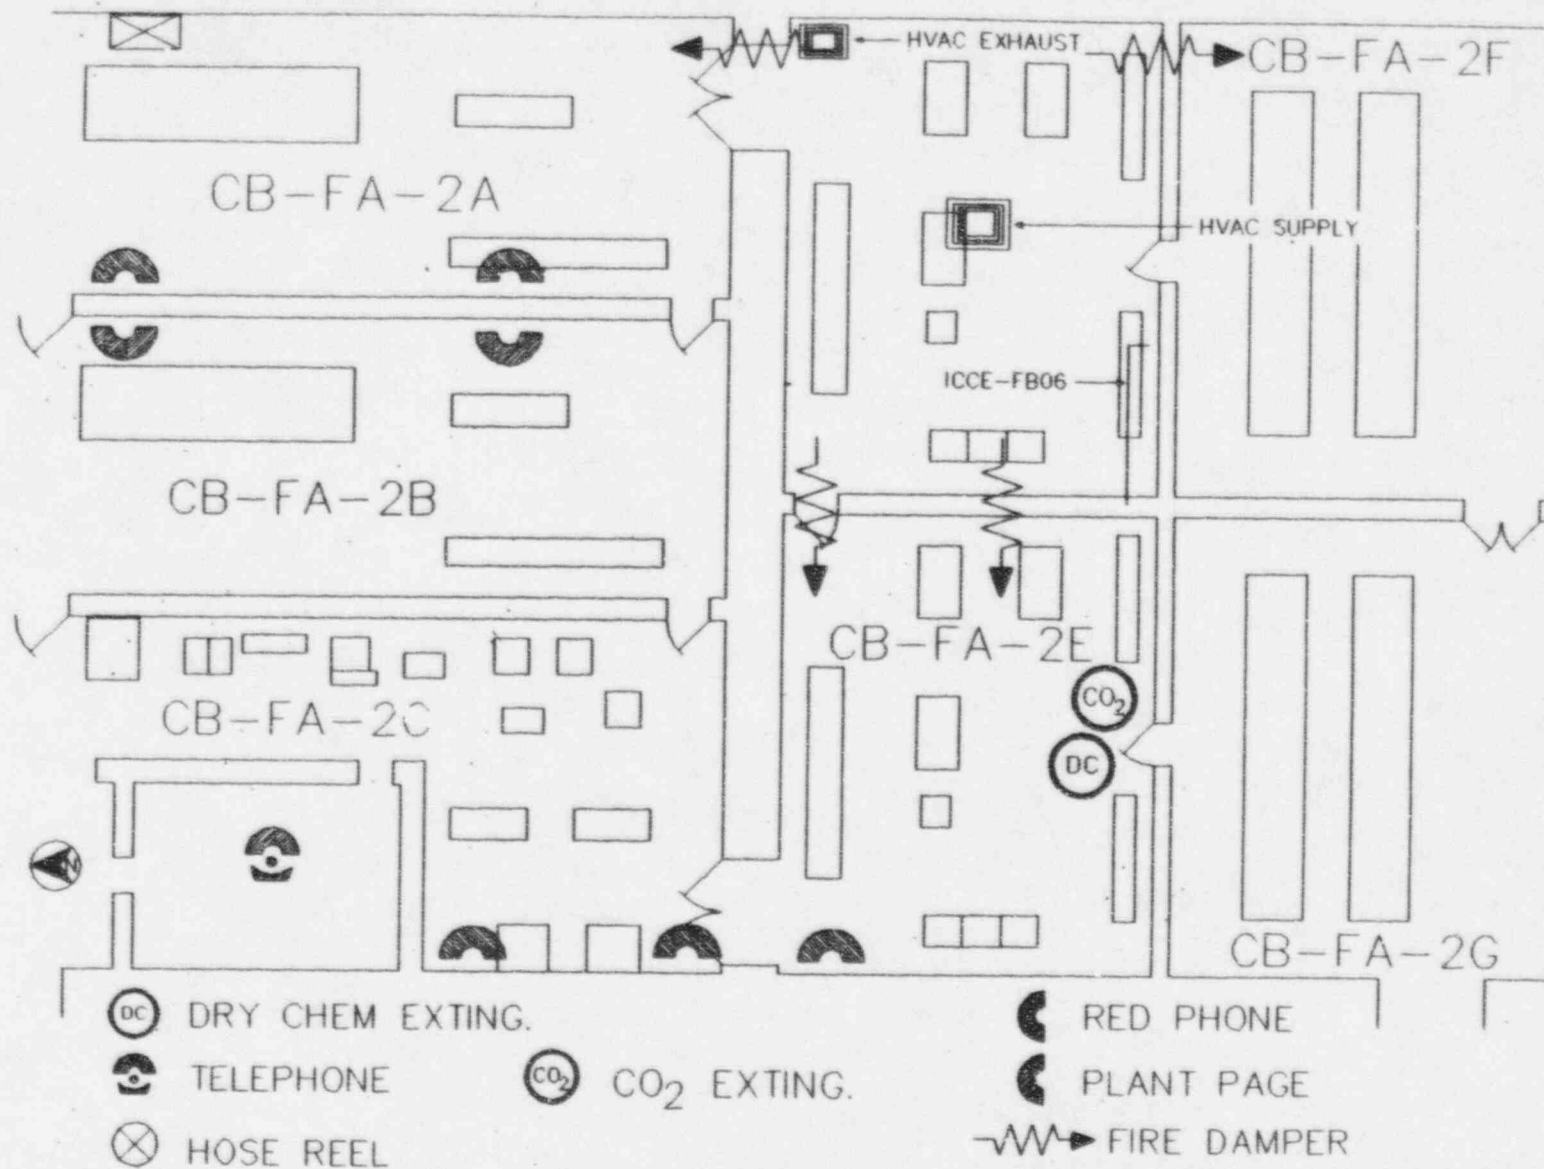 HVAC EXHAUST
CB-FA-2F
CB-FA-2A
HVAC SUPPLY
ICCE-FB06
CB-FA-2B
CB-FA-2E
CO2
CB-FA-2C
DC
N
CB-FA-2G
DC DRY CHEM EXTING.
RED PHONE
TELEPHONE
CO2 CO2 EXTING.
PLANT PAGE
HOSE REEL
FIRE DAMPER